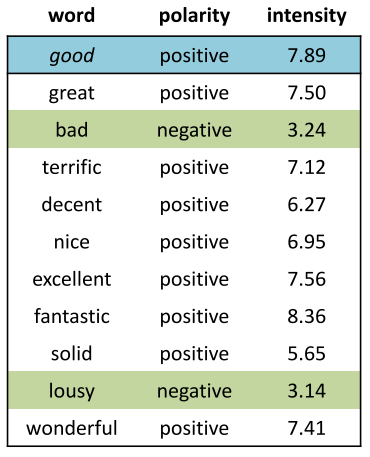 word polarity intensity
good positive 7.89
great positive 7.50
bad negative 3.24
terrific positive 7.12
decent positive 6.27
nice positive 6.95
excellent positive 7.56
fantastic positive 8.36
solid positive 5.65
lousy negative 3.14
wonderful positive 7.41